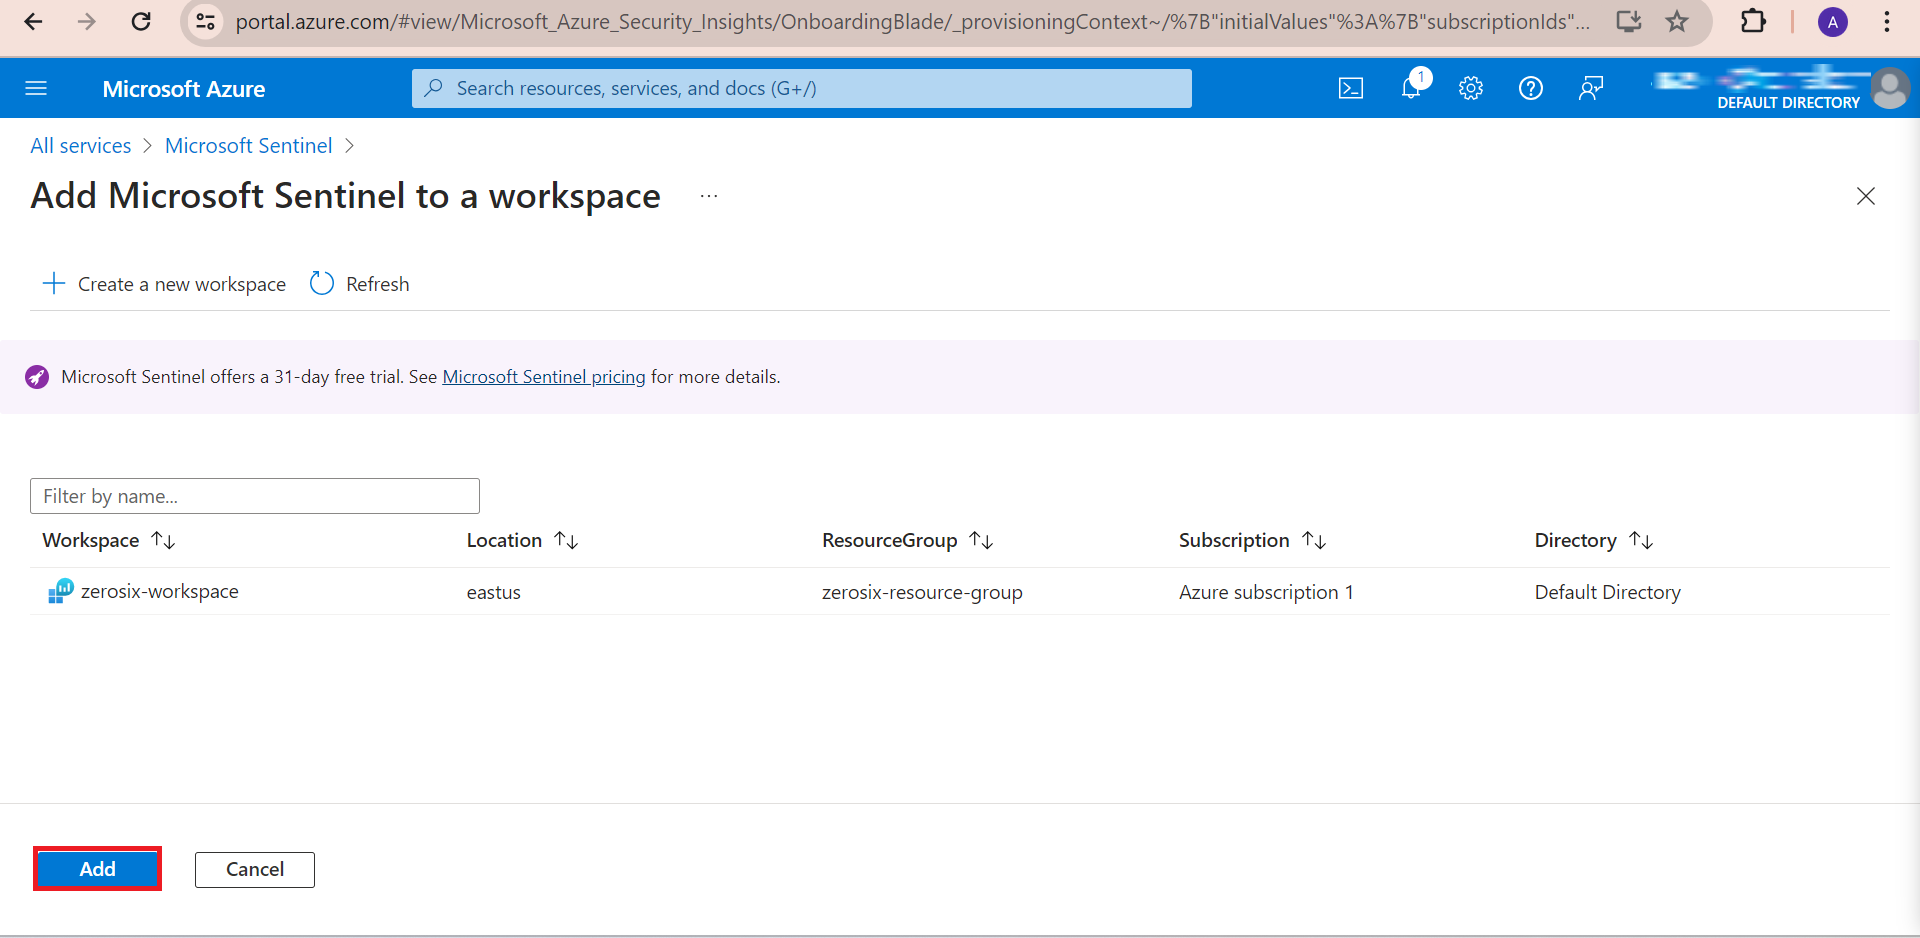 portal.azure.com/#view/Microsoft_Azure_Security_Insights/OnboardingBlade/_provisioningContext~/%7B"initialValues"%3A%7B"subscriptionIds"...
A
Microsoft Azure
Search resources, services, and docs (G+/)
1
DEFAULT DIRECTORY
All services > Microsoft Sentinel >
Add Microsoft Sentinel to a workspace ...
Create a new workspace Refresh
Microsoft Sentinel offers a 31-day free trial. See Microsoft Sentinel pricing for more details.
Filter by name...
Workspace Location ResourceGroup Subscription Directory
zerosix-workspace eastus zerosix-resource-group Azure subscription 1 Default Directory
Add Cancel